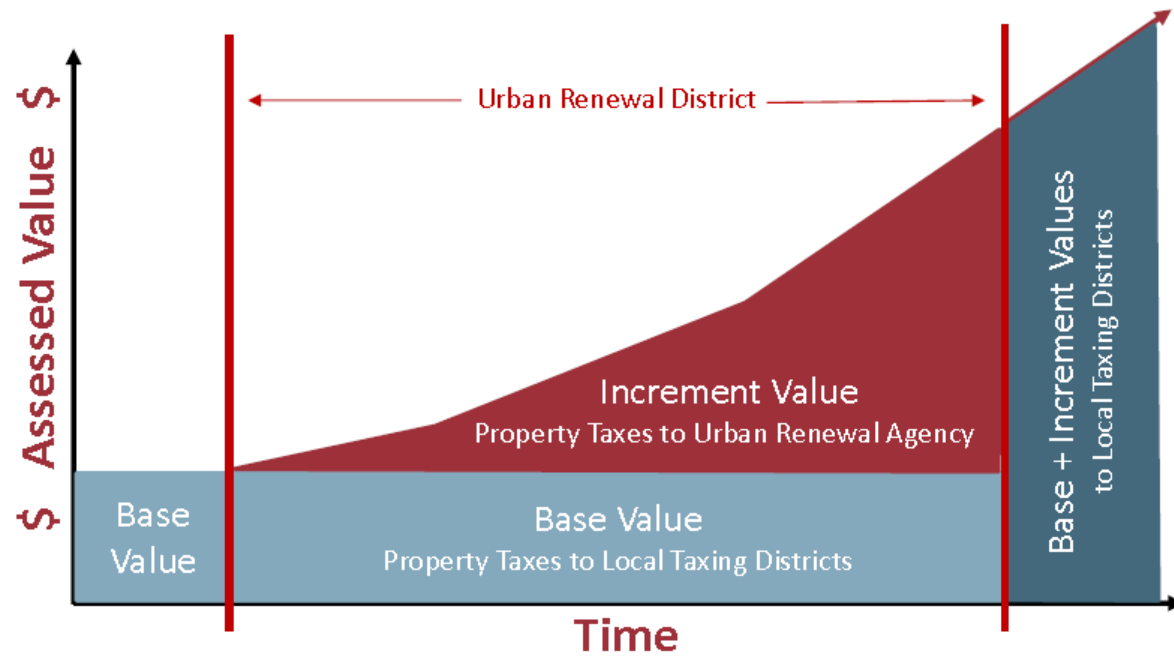 $ Assessed Value $
Urban Renewal District
Increment Value
Property Taxes to Urban Renewal Agency
Base
Value
Base Value
Property Taxes to Local Taxing Districts
Base + Increment Values
to Local Taxing Districts
Time